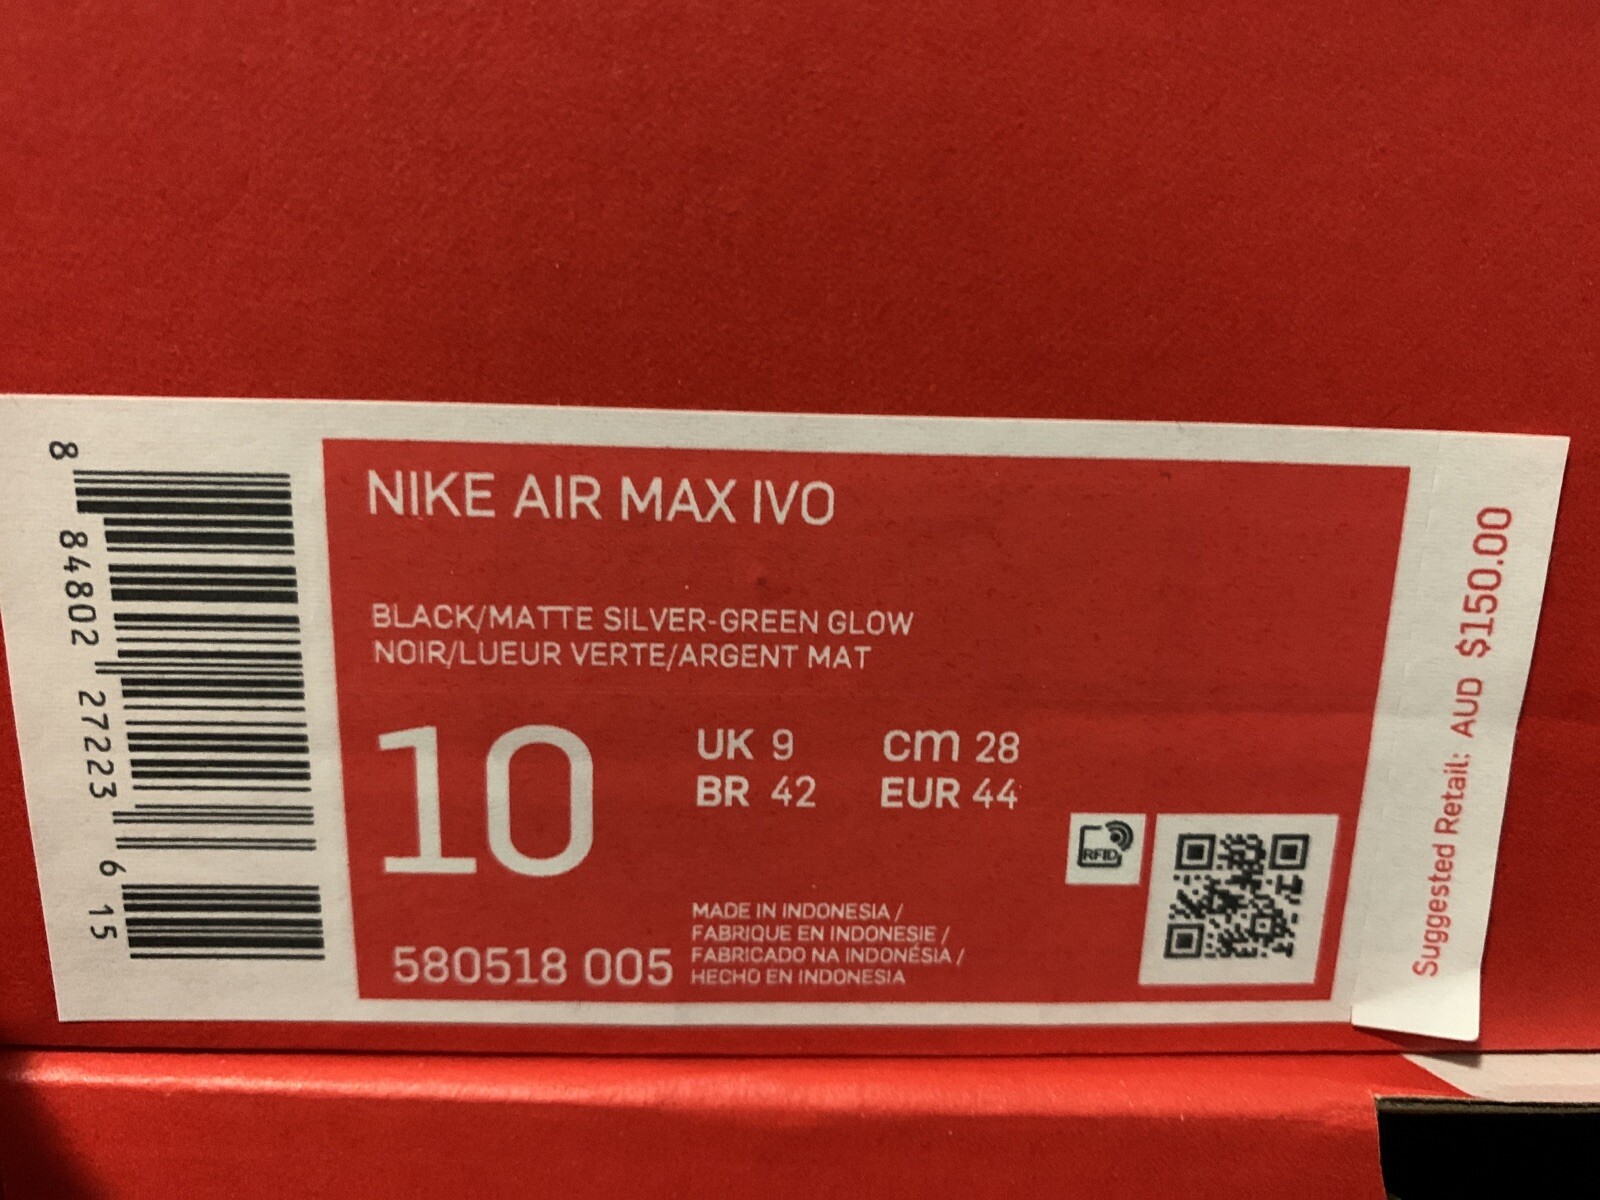 8 84802 27223 6 15
NIKE AIR MAX IVO
BLACK/MATTE SILVER-GREEN GLOW
NOIR/LUEUR VERTE/ARGENT MAT
10
UK 9 cm 28
BR 42 EUR 44
RFID
580518 005
MADE IN INDONESIA /
FABRIQUE EN INDONESIE /
FABRICADO NA INDONÉSIA /
HECHO EN INDONESIA
Suggested Retail: AUD $150.00